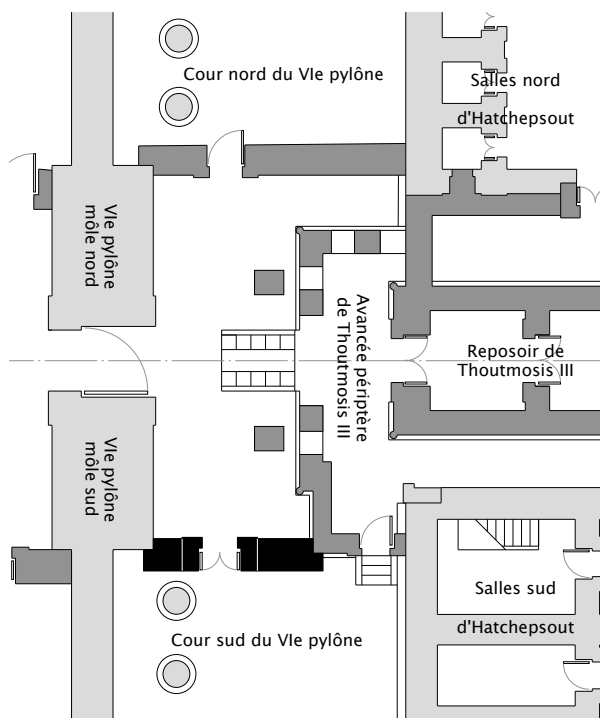 Cour nord du VIe pylône
Salles nord
d'Hatchepsout
VIe pylône
môle nord
Avancée périptère
de Thoutmosis III
Reposoir de
Thoutmosis III
VIe pylône
môle sud
Salles sud
d'Hatchepsout
Cour sud du VIe pylône